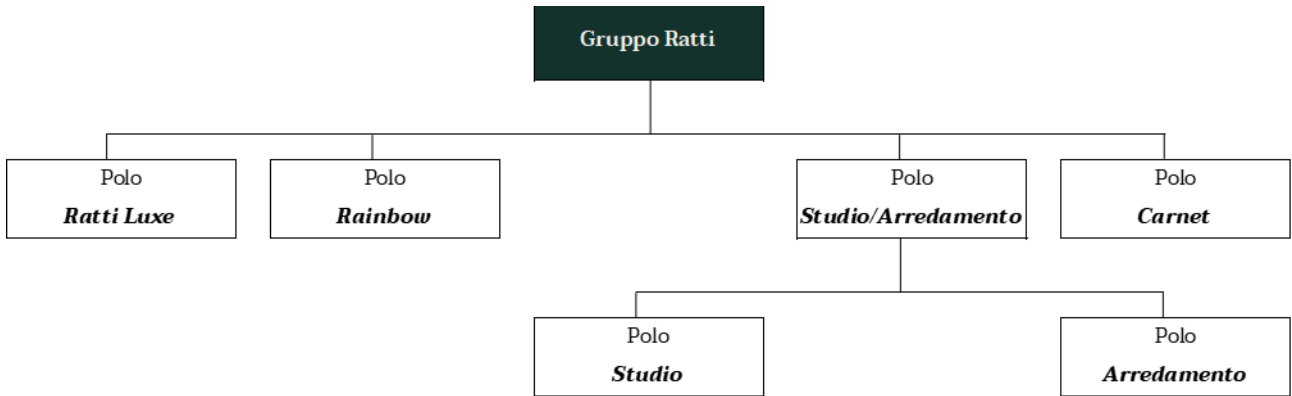 Gruppo Ratti
Polo
Ratti Luxe
Polo
Rainbow
Polo
Studio/Arredamento
Polo
Carnet
Polo
Studio
Polo
Arredamento